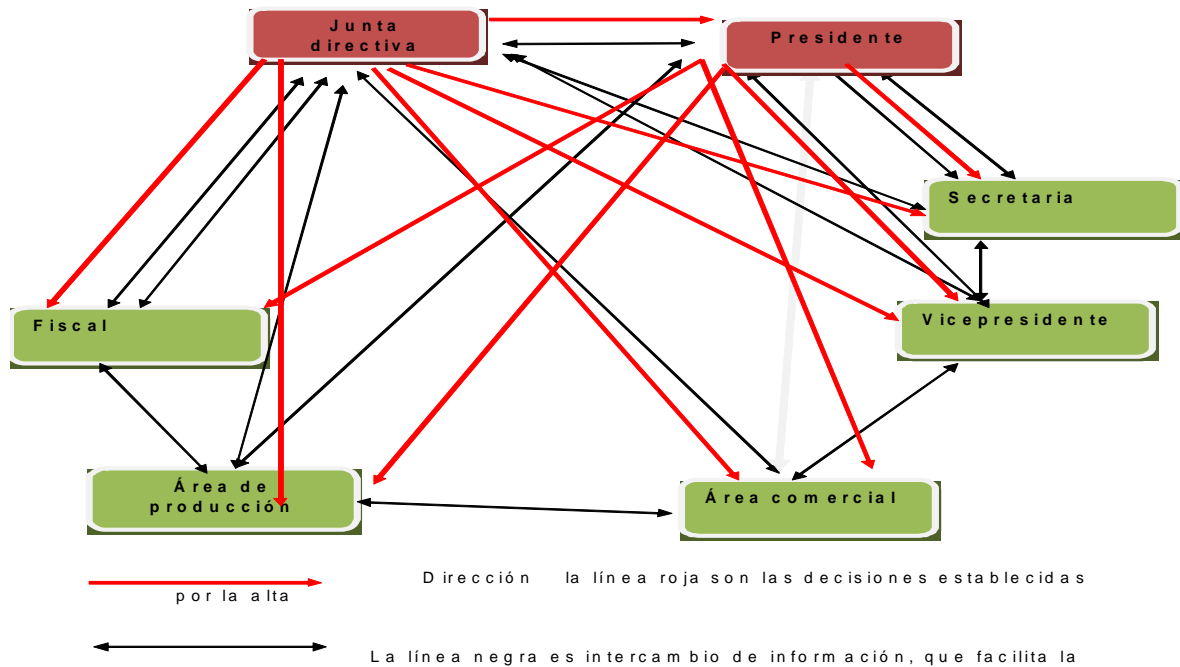 Junta
directiva
Presidente
Secretaria
Fiscal
Vicepresidente
Área de
producción
Área comercial
Dirección la línea roja son las decisiones establecidas
por la alta
La línea negra es intercambio de información, que facilita la